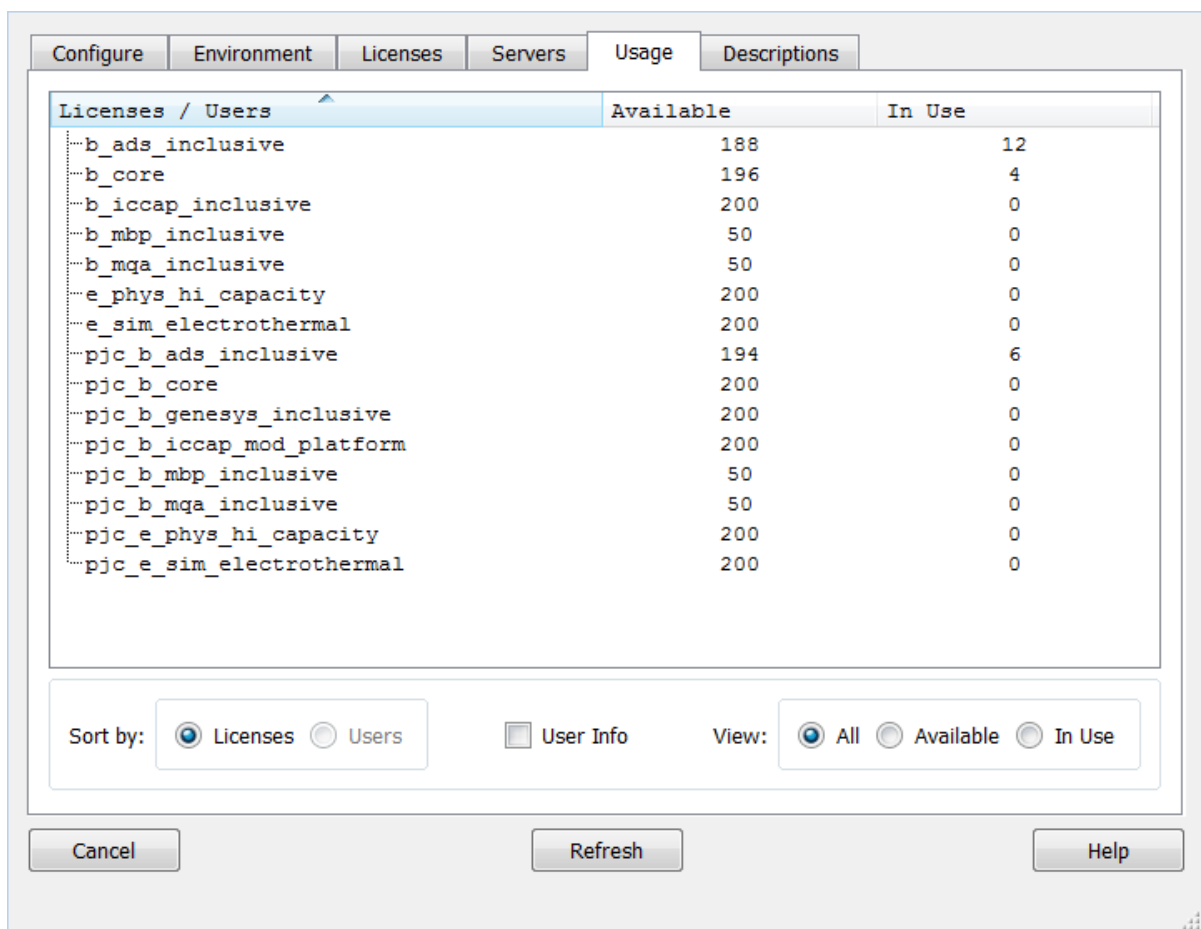 Configure Environment Licenses Servers Usage Descriptions
Licenses / Users Available In Use
b_ads_inclusive 188 12
b_core 196 4
b_iccap_inclusive 200 0
b_mbp_inclusive 50 0
b_mqa_inclusive 50 0
e_phys_hi_capacity 200 0
e_sim_electrothermal 200 0
pjc_b_ads_inclusive 194 6
pjc_b_core 200 0
pjc_b_genesys_inclusive 200 0
pjc_b_iccap_mod_platform 200 0
pjc_b_mbp_inclusive 50 0
pjc_b_mqa_inclusive 50 0
pjc_e_phys_hi_capacity 200 0
pjc_e_sim_electrothermal 200 0
Sort by: Licenses Users User Info View: All Available In Use
Cancel Refresh Help